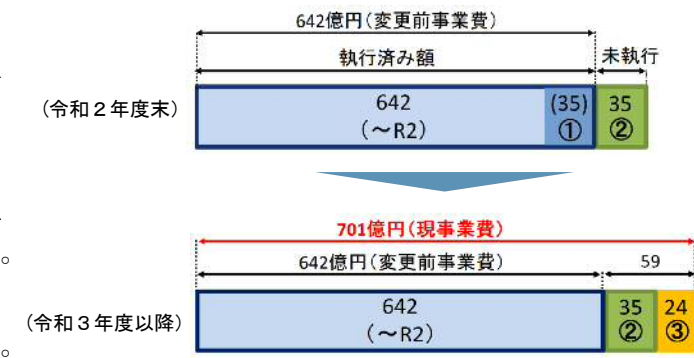 642億円(変更前事業費)
執行済み額 未執行
(令和2年度末) 642 (~R2) (35) ① 35 ②
701億円(現事業費)
。
642億円(変更前事業費) 59
(令和3年度以降) 642 (~R2) 35 ② 24 ③
。